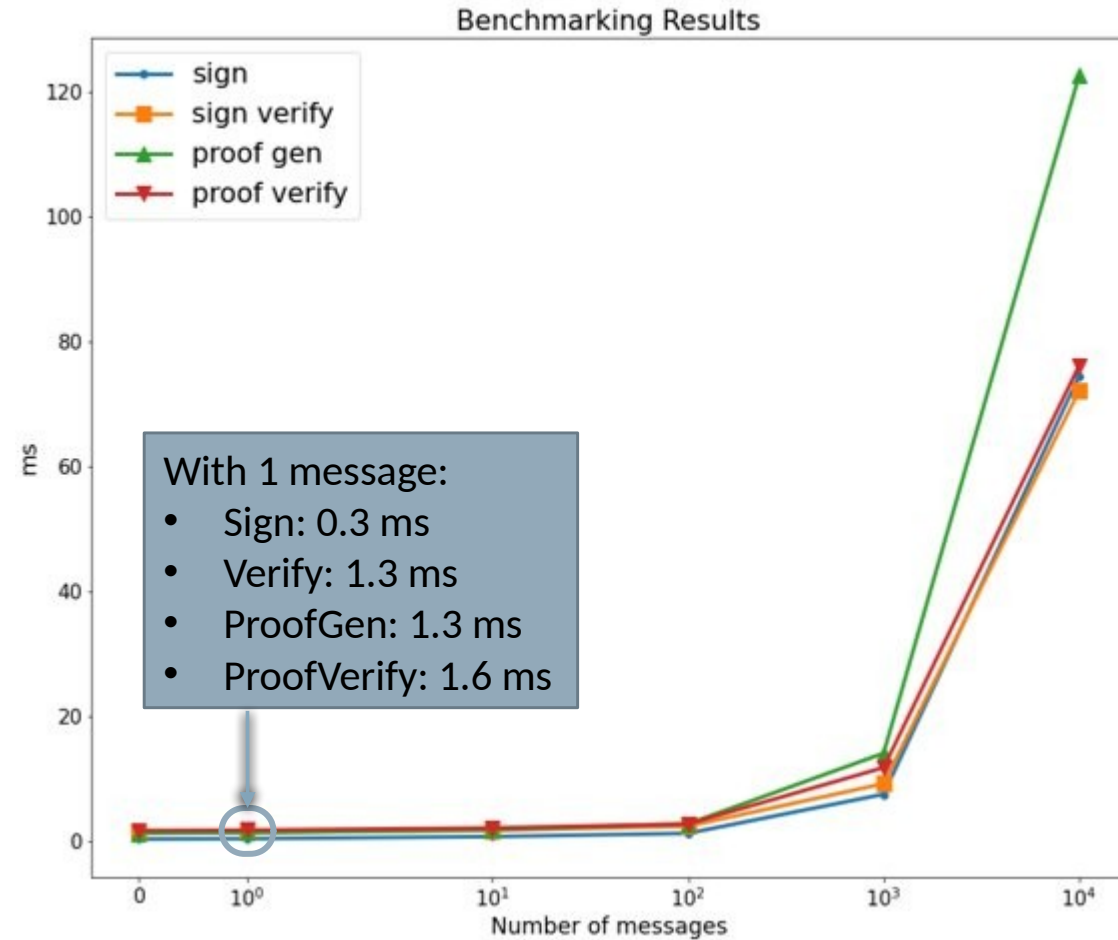 Benchmarking Results
sign
sign verify
proof gen
proof verify
120
100
80
60
40
20
0
ms
With 1 message:
• Sign: 0.3 ms
• Verify: 1.3 ms
• ProofGen: 1.3 ms
• ProofVerify: 1.6 ms
0 10⁰ 10¹ 10² 10³ 10⁴
Number of messages